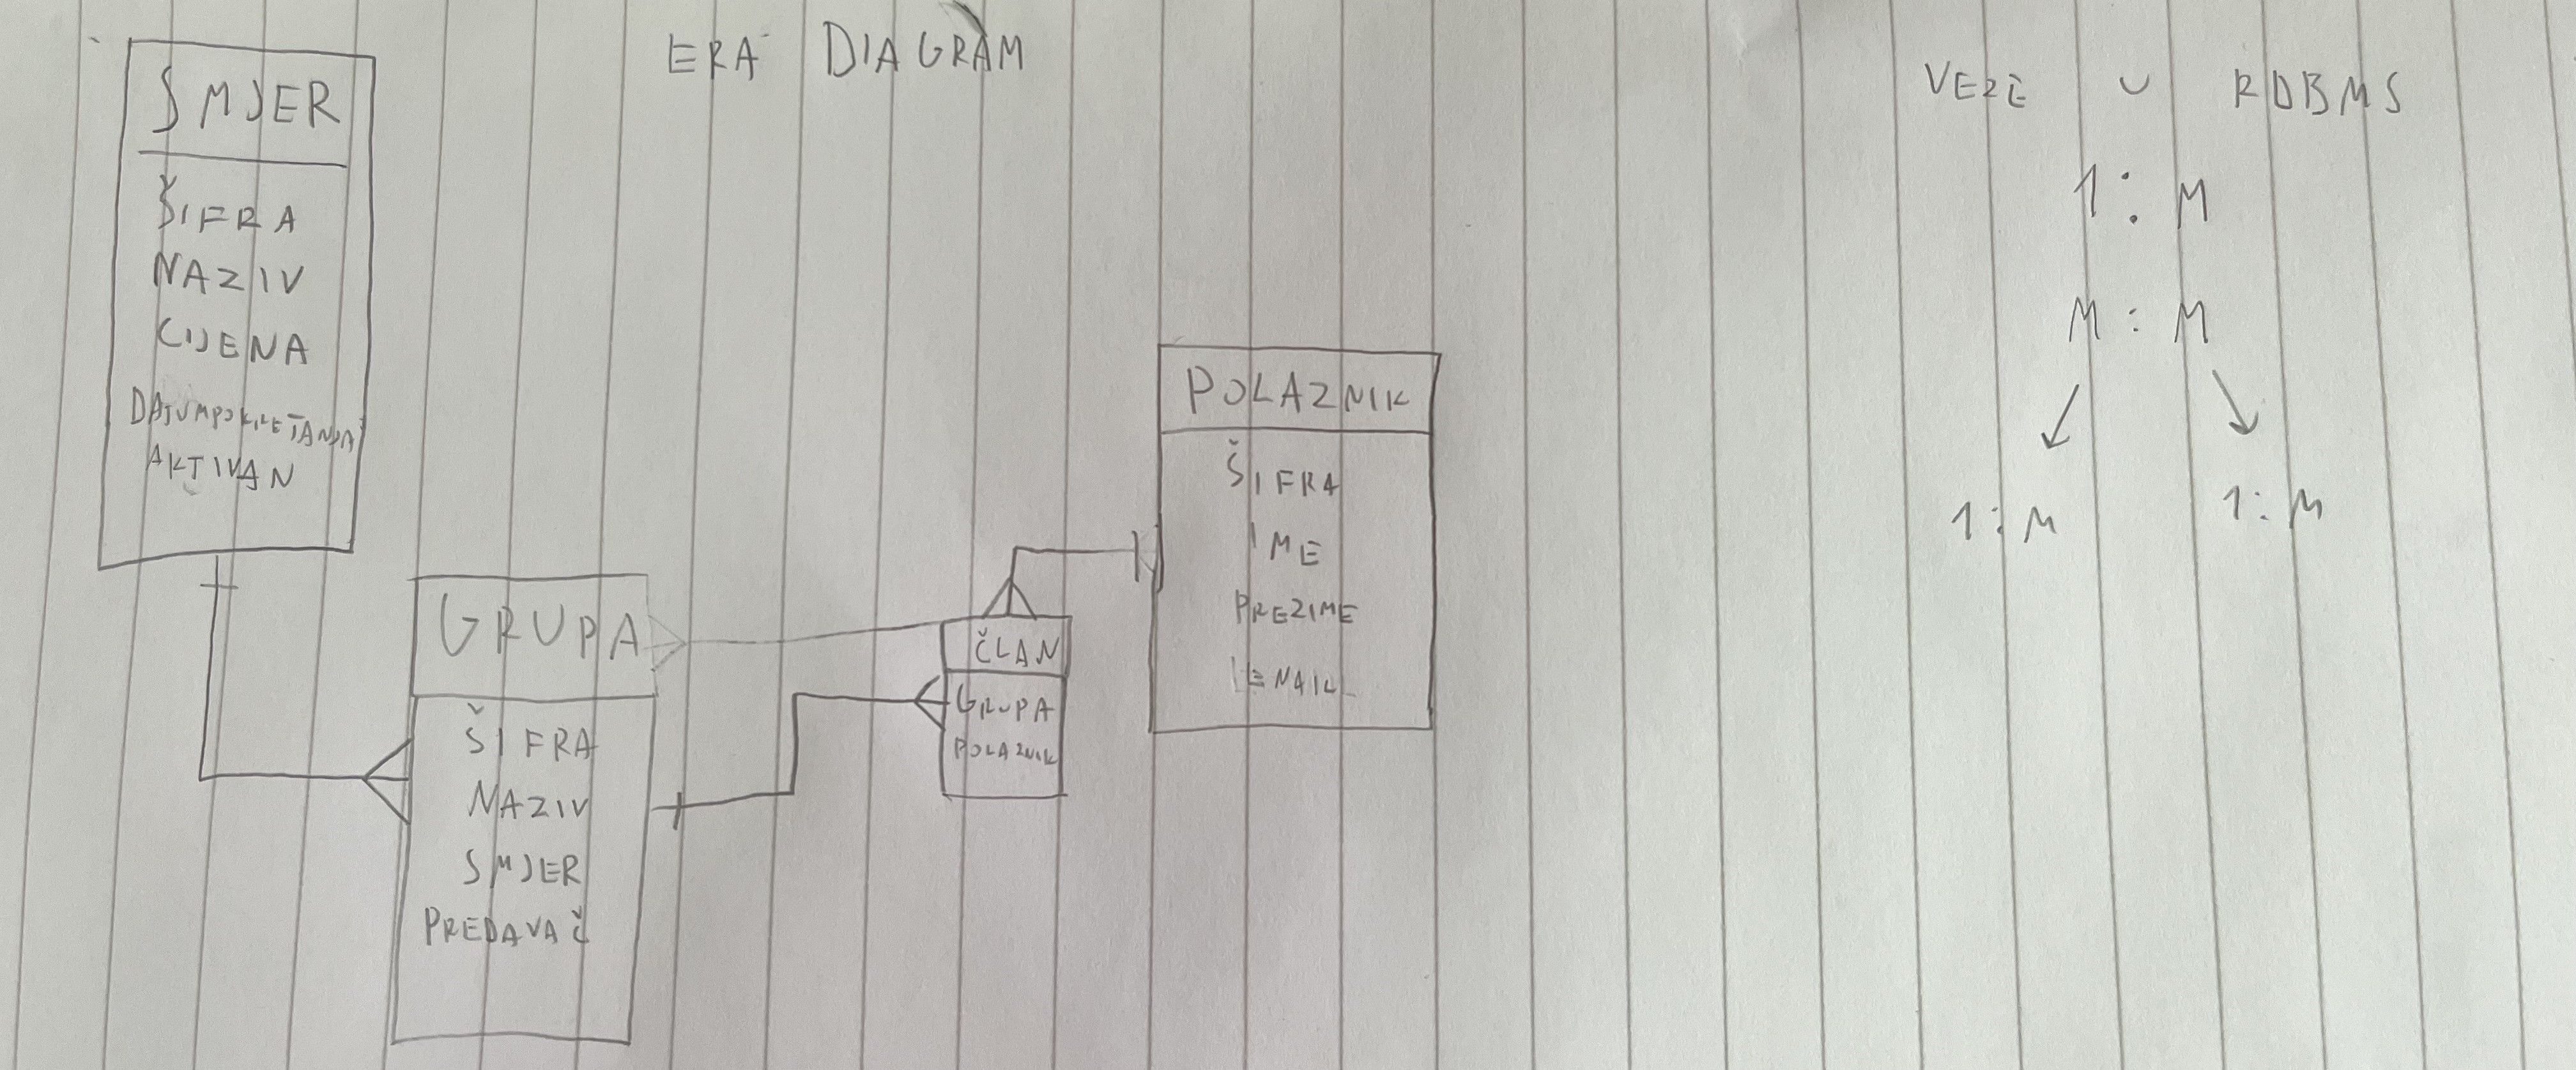 ERA DIAGRAM
SMJER
ŠIFRA
NAZIV
CIJENA
AKTIVAN
GRUPA
ŠIFRA
NAZIV
SMJER
PREDAVAČ
ČLAN
GRUPA
POLAZNIK
POLAZNIK
ŠIFRA
IME
PREZIME
EMAIL
VEZE U RDBMS
1:M
M:M
1:M
1:M